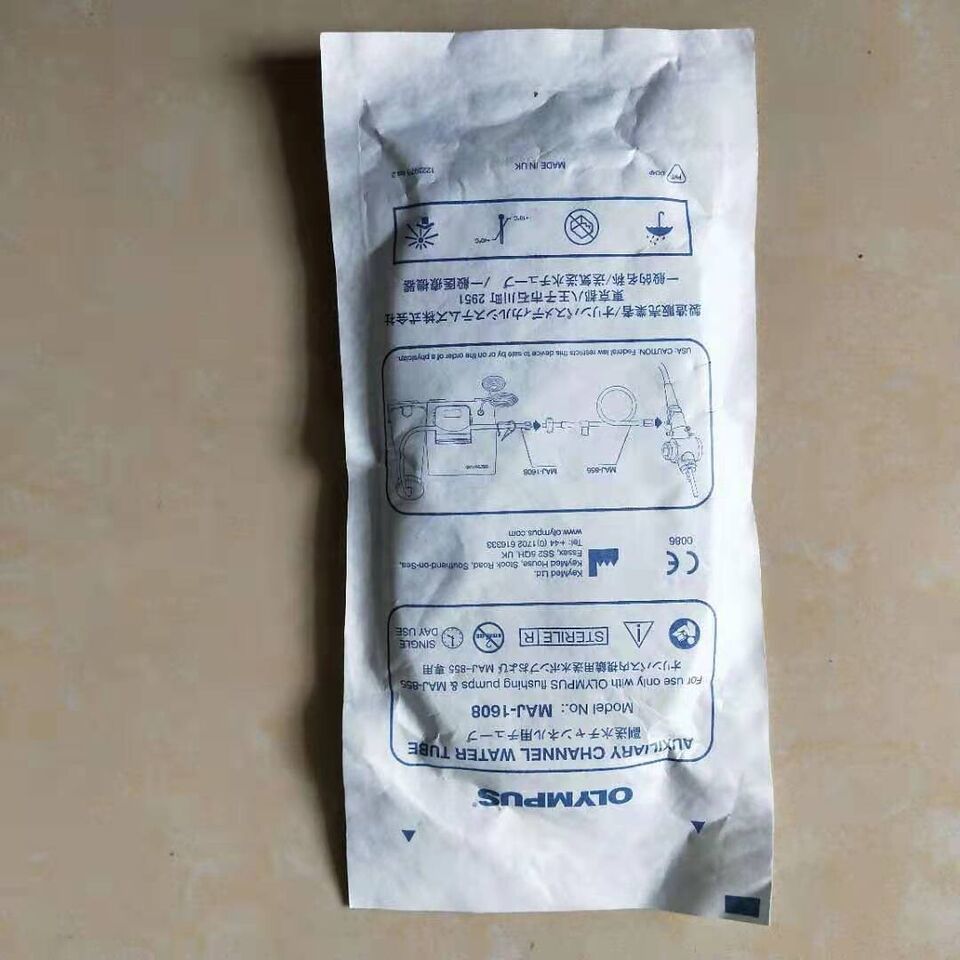 OLYMPUS
AUXILIARY CHANNEL WATER TUBE
副送水チャンネル用チューブ
Model No.: MAJ-1608
For use only with OLYMPUS flushing pumps & MAJ-855
オリンパス内視鏡用送水ポンプおよび MAJ-855 専用
STERILE R
SINGLE
DAY USE
CE
0086
KeyMed Ltd.
KeyMed House, Stock Road, Southend-on-Sea,
Essex, SS2 5QH, UK
Tel: +44 (0)1702 616333
www.olympus.com
MAJ-855
MAJ-1608
USA: CAUTION: Federal law restricts this device to sale by or on the order of a physician.
製造販売業者/オリンパスメディカルシステムズ株式会社
東京都八王子市石川町 2951
一般的名称/送気送水チューブ /一般医療機器
+10°C
+40°C
MADE IN UK